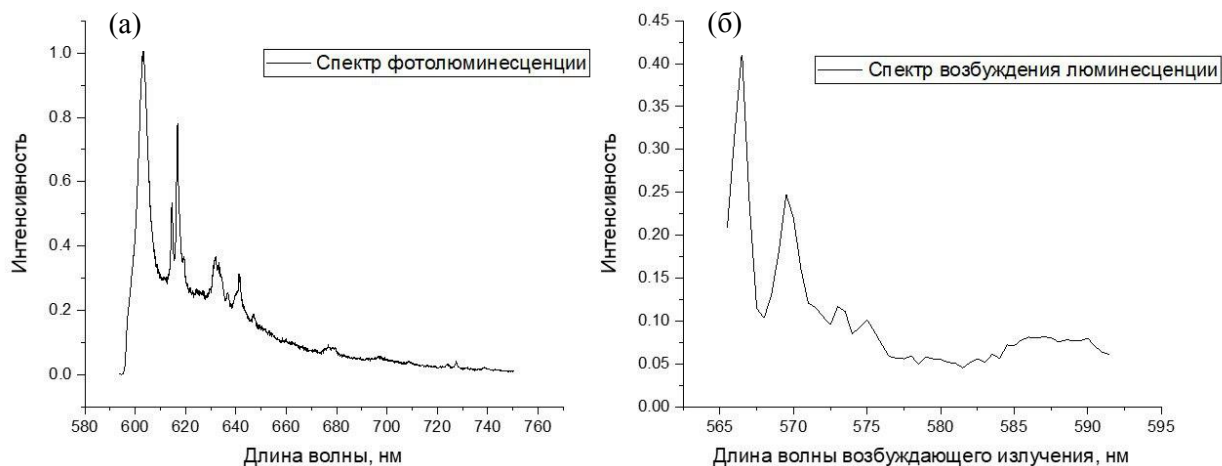 (а)
Спектр фотолюминесценции
Интенсивность
1.0
0.8
0.6
0.4
0.2
0.0
580 600 620 640 660 680 700 720 740 760
Длина волны, нм
(б)
Спектр возбуждения люминесценции
Интенсивность
0.45
0.40
0.35
0.30
0.25
0.20
0.15
0.10
0.05
0.00
565 570 575 580 585 590 595
Длина волны возбуждающего излучения, нм